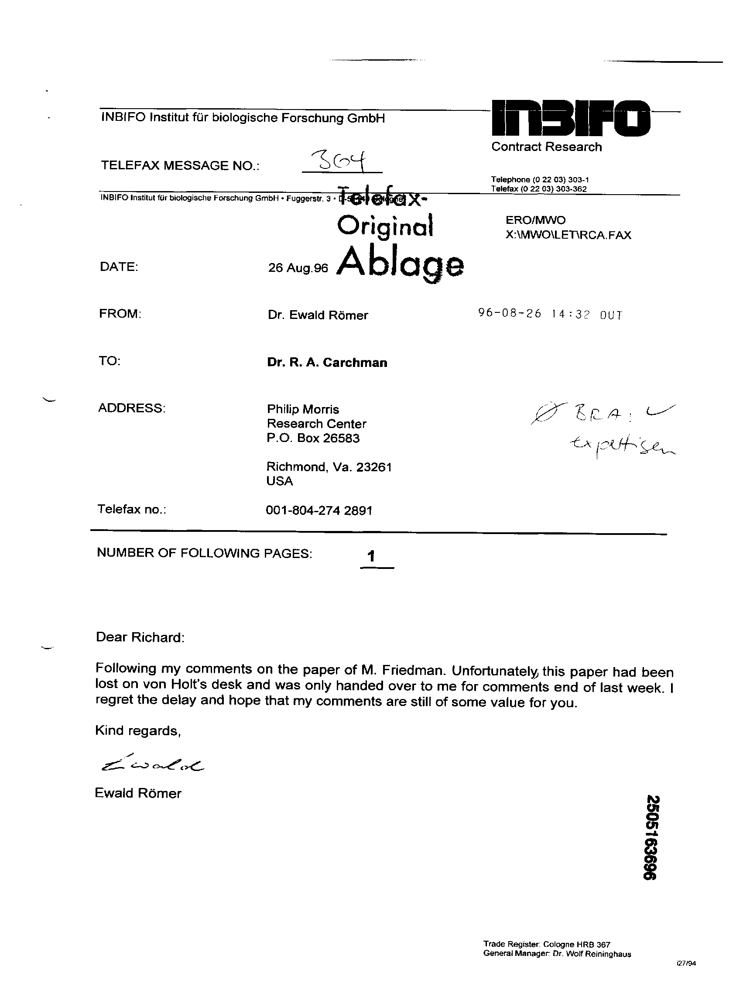 INBIFO Institut für biologische Forschung GmbH
INBIFO
Contract Research
TELEFAX MESSAGE NO.: 364
Telephone (0 22 03) 303-1
Telefax (0 22 03) 303-362
INBIFO Institut für biologische Forschung GmbH • Fuggerstr. 3 •
Telefax-
Original
Ablage
ERO/MWO
X:\MWO\LET\RCA.FAX
DATE: 26 Aug.96
FROM: Dr. Ewald Römer 96-08-26 14:32 OUT
TO: Dr. R. A. Carchman
ADDRESS: Philip Morris
Research Center
P.O. Box 26583
Richmond, Va. 23261
USA
Ø BRA:
expertisen
Telefax no.: 001-804-274 2891
NUMBER OF FOLLOWING PAGES: 1
Dear Richard:
Following my comments on the paper of M. Friedman. Unfortunately, this paper had been
lost on von Holt's desk and was only handed over to me for comments end of last week. I
regret the delay and hope that my comments are still of some value for you.
Kind regards,
Ewald
Ewald Römer
2505163696
Trade Register: Cologne HRB 367
General Manager: Dr. Wolf Reininghaus
i27/94